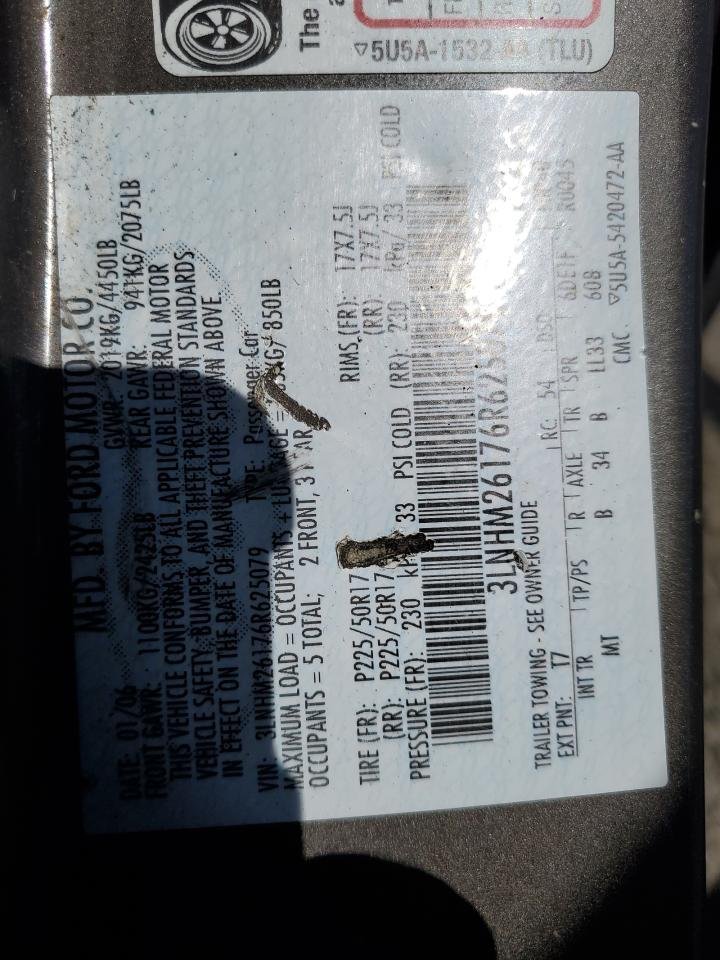 The
▽5U5A-1532-AA (TLU)
MFD. BY FORD MOTOR CO.
DATE: 01/06 GVWR: 2019KG/4450LB
FRONT GAWR: 1100KG/2425LB REAR GAWR: 941KG/2075LB
THIS VEHICLE CONFORMS TO ALL APPLICABLE FEDERAL MOTOR
VEHICLE SAFETY, BUMPER, AND THEFT PREVENTION STANDARDS
IN EFFECT ON THE DATE OF MANUFACTURE SHOWN ABOVE
VIN: 3LNHM26176R625079 TYPE: Passenger Car
MAXIMUM LOAD = OCCUPANTS + LUGGAGE = KG/ 850LB
OCCUPANTS = 5 TOTAL; 2 FRONT, 3 REAR
TIRE (FR): P225/50R17 RIMS (FR): 17X7.5J
(RR): P225/50R17 (RR): 17X7.5J
PRESSURE (FR): 230 33 PSI COLD (RR): 230 kPa/ 33 PSI COLD
3LNHM26176R625
TRAILER TOWING - SEE OWNER GUIDE
EXT PNT: T7 RC: 54 DSO:
INT TR TP/PS R AXLE TR SPR 6DE1F R0045
MT B 34 B LL33 608
CMC ▽5U5A-5420472-AA